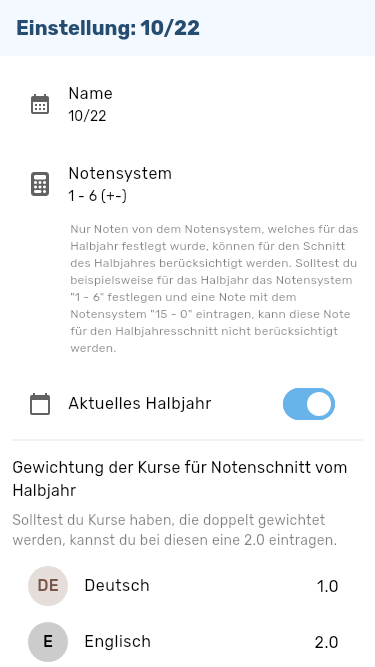 Einstellung: 10/22
Name
10/22
Notensystem
1 - 6 (+-)
Nur Noten von dem Notensystem, welches für das
Halbjahr festlegt wurde, können für den Schnitt
des Halbjahres berücksichtigt werden. Solltest du
beispielsweise für das Halbjahr das Notensystem
"1 - 6" festlegen und eine Note mit dem
Notensystem "15 - 0" eintragen, kann diese Note
für den Halbjahresschnitt nicht berücksichtigt
werden.
Aktuelles Halbjahr
Gewichtung der Kurse für Notenschnitt vom
Halbjahr
Solltest du Kurse haben, die doppelt gewichtet
werden, kannst du bei diesen eine 2.0 eintragen.
DE Deutsch 1.0
E Englisch 2.0